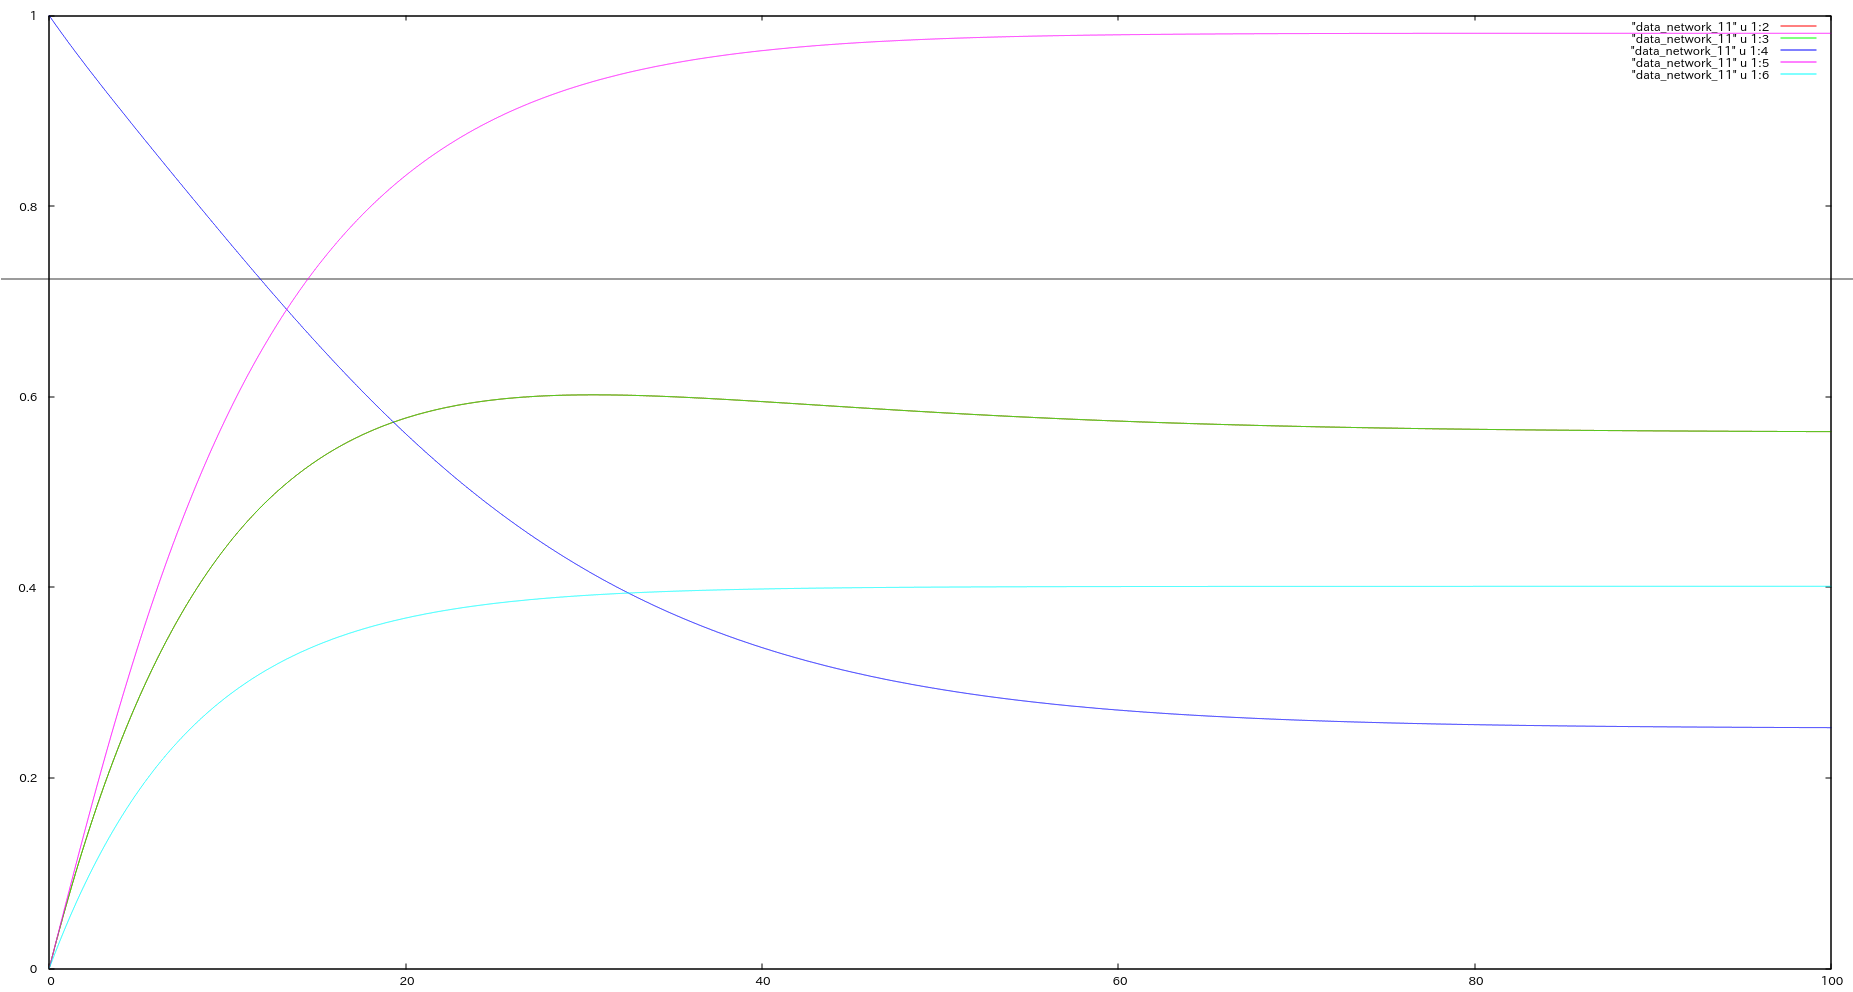 1
0.8
0.6
0.4
0.2
0
0 20 40 60 80 100
"data_network_11" u 1:2
"data_network_11" u 1:3
"data_network_11" u 1:4
"data_network_11" u 1:5
"data_network_11" u 1:6